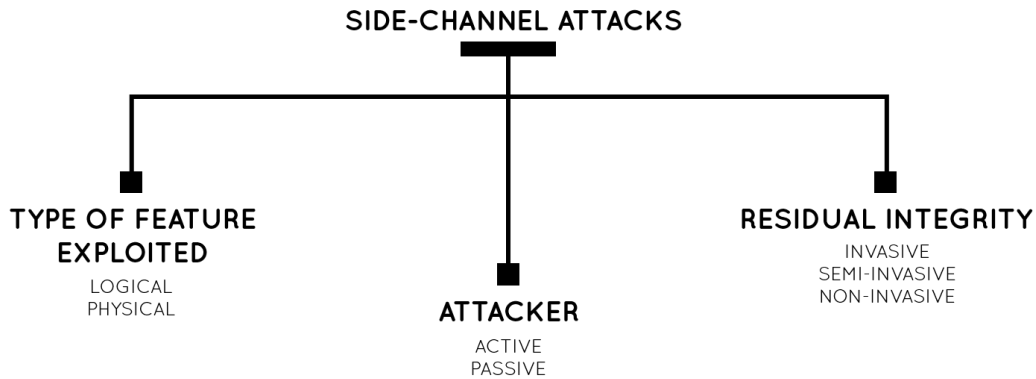 SIDE-CHANNEL ATTACKS
TYPE OF FEATURE
EXPLOITED
LOGICAL
PHYSICAL
ATTACKER
ACTIVE
PASSIVE
RESIDUAL INTEGRITY
INVASIVE
SEMI-INVASIVE
NON-INVASIVE